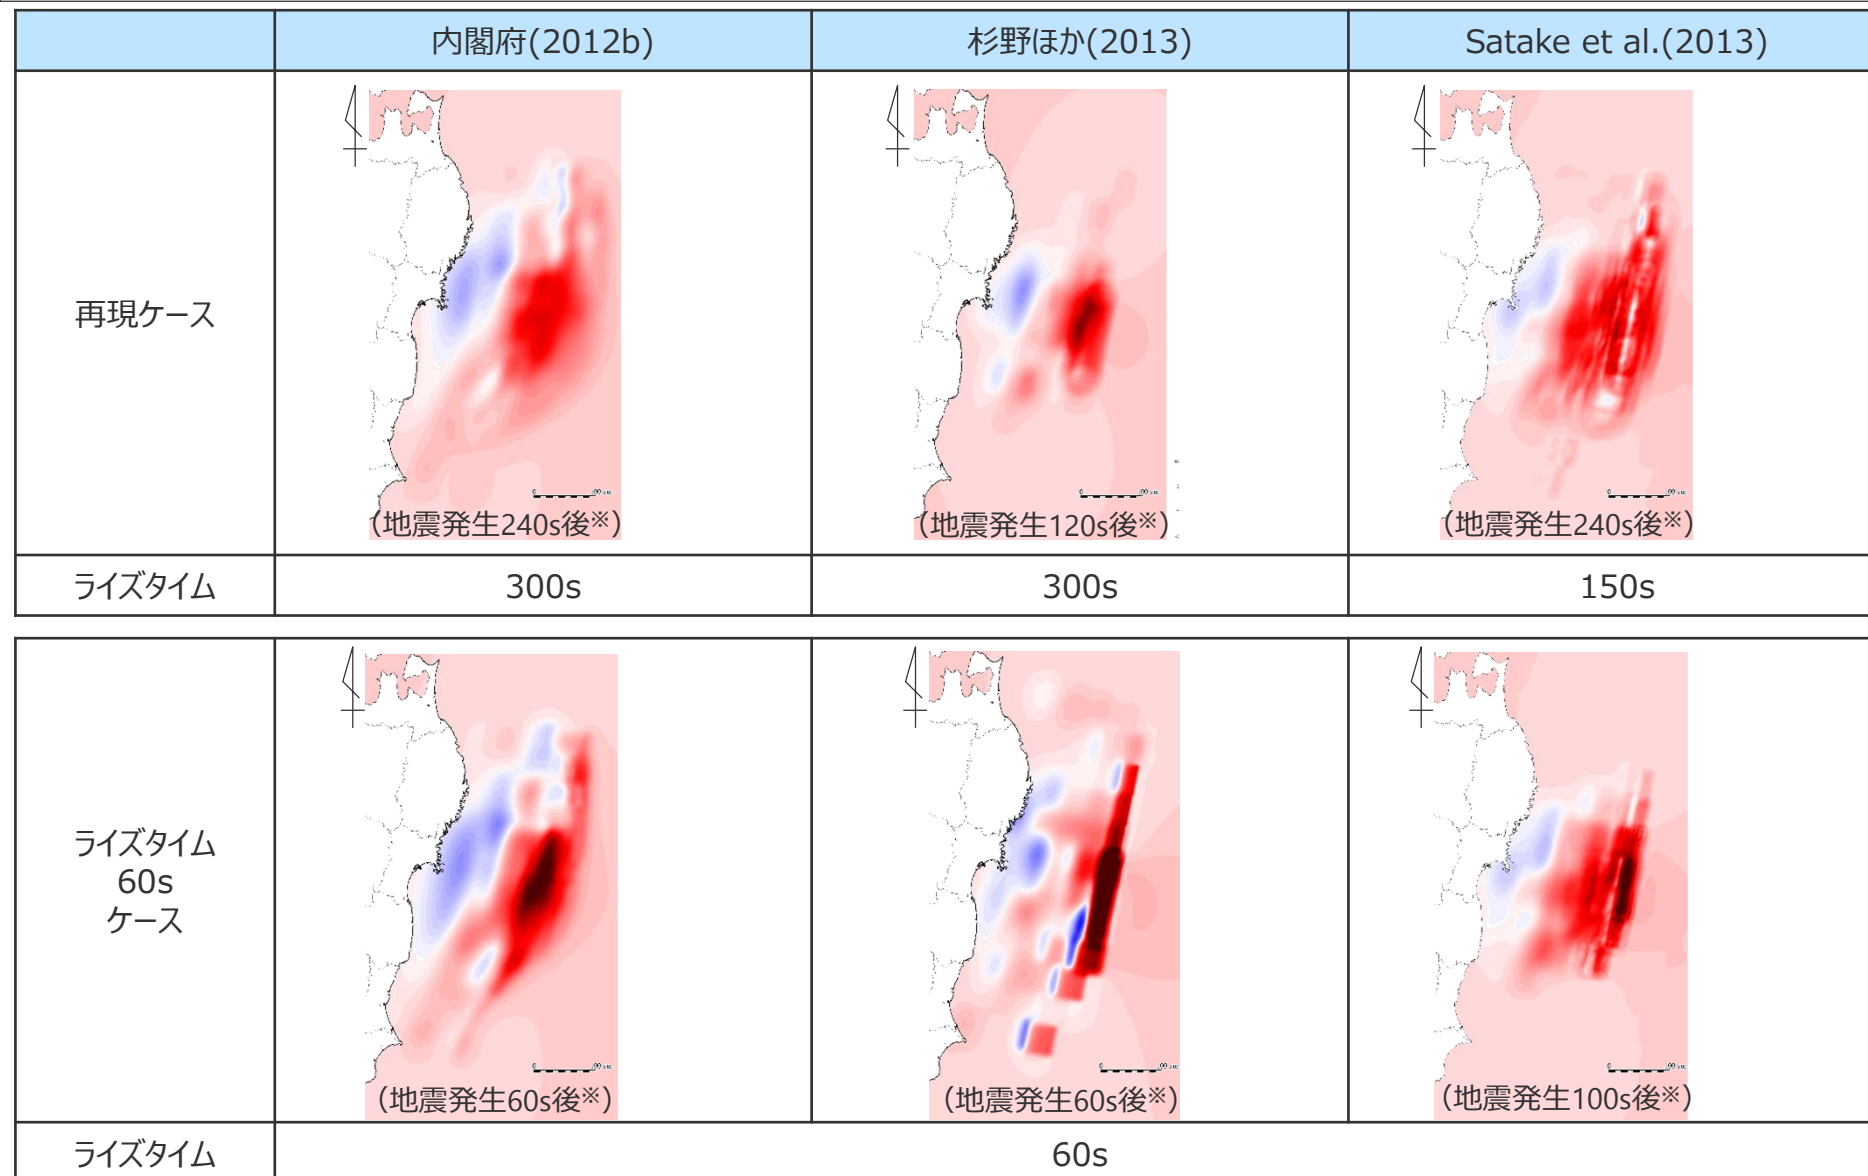 内閣府(2012b)
杉野ほか(2013)
Satake et al.(2013)
再現ケース
(地震発生240s後※)
(地震発生120s後※)
(地震発生240s後※)
ライズタイム
300s
300s
150s
ライズタイム
60s
ケース
(地震発生60s後※)
(地震発生60s後※)
(地震発生100s後※)
ライズタイム
60s